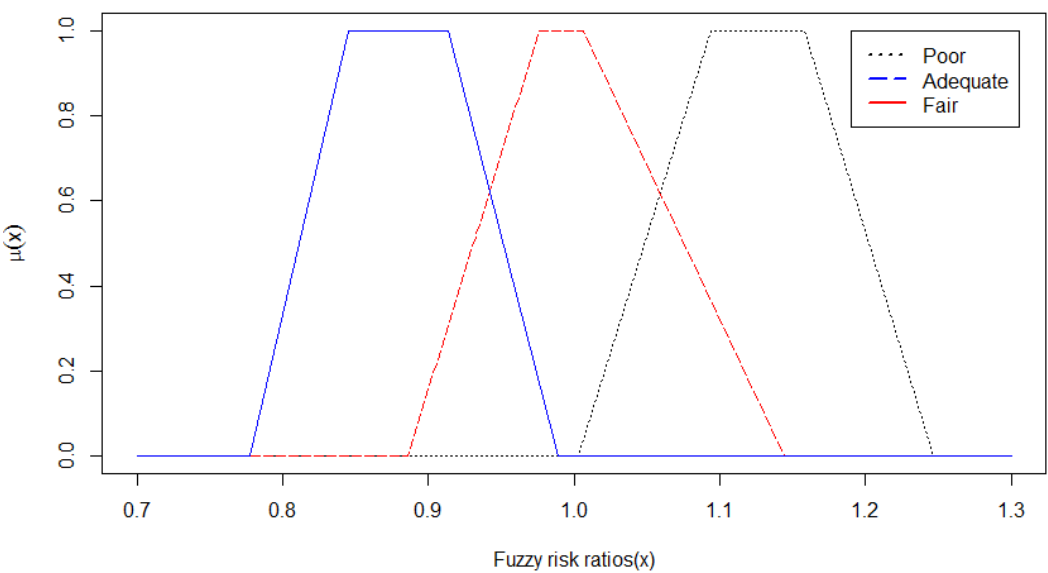 Poor
Adequate
Fair
μ(x)
1.0
0.8
0.6
0.4
0.2
0.0
0.7 0.8 0.9 1.0 1.1 1.2 1.3
Fuzzy risk ratios(x)